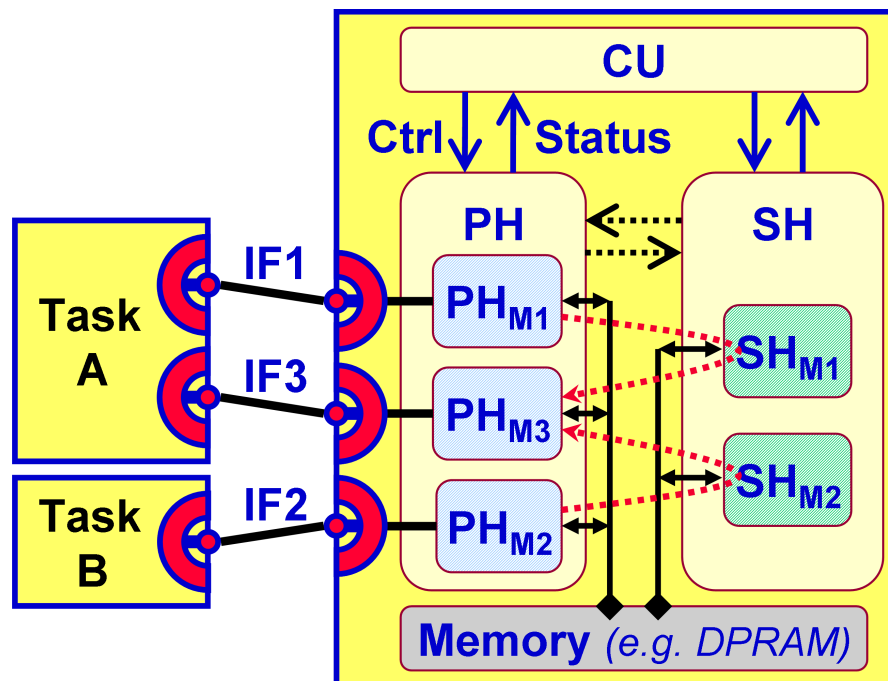 CU
Ctrl Status
PH SH
Task
A
IF1
IF3
PHM1
PHM3
SHM1
Task
B
IF2
PHM2
SHM2
Memory (e.g. DPRAM)